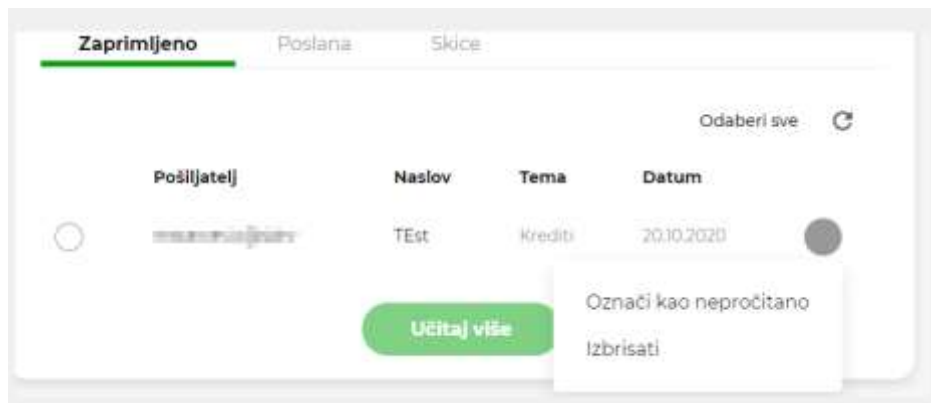 Zaprimljeno Poslana Skice
Odaberi sve
Pošiljatelj Naslov Tema Datum
TEst Krediti 20.10.2020
Označi kao nepročitano
Učitaj više
Izbrisati